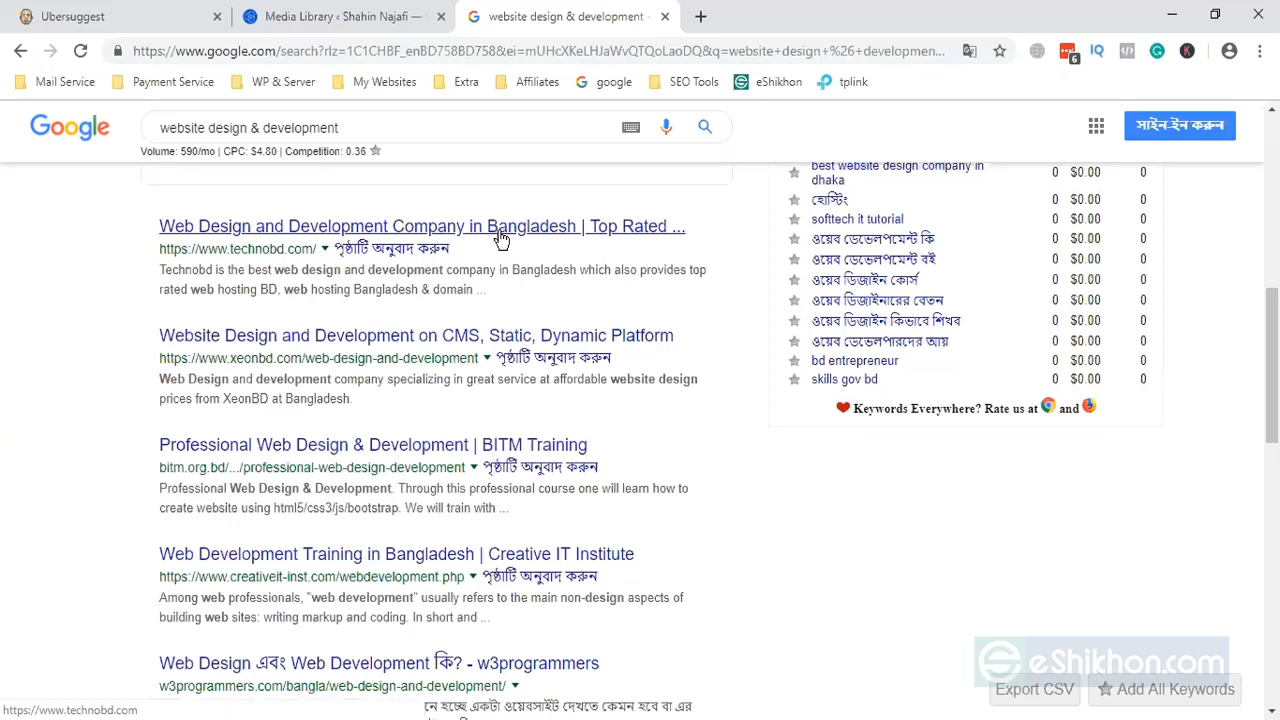 Ubersuggest
Media Library ‹ Shahin Najafi —
website design & development -
https://www.google.com/search?rlz=1C1CHBF_enBD758BD758&ei=mUHcXKeLHJaWvQTQoLaoDQ&q=website+design+%26+developmen...
6
IQ
K
Mail Service
Payment Service
WP & Server
My Websites
Extra
Affiliates
google
SEO Tools
eShikhon
tplink
Google
website design & development
সাইন-ইন করুন
Volume: 590/mo | CPC: $4.80 | Competition: 0.36
Web Design and Development Company in Bangladesh | Top Rated ...
https://www.technobd.com/ পৃষ্ঠাটি অনুবাদ করুন
Technobd is the best web design and development company in Bangladesh which also provides top
rated web hosting BD, web hosting Bangladesh & domain ...
Website Design and Development on CMS, Static, Dynamic Platform
https://www.xeonbd.com/web-design-and-development পৃষ্ঠাটি অনুবাদ করুন
Web Design and development company specializing in great service at affordable website design
prices from XeonBD at Bangladesh.
Professional Web Design & Development | BITM Training
bitm.org.bd/.../professional-web-design-development পৃষ্ঠাটি অনুবাদ করুন
Professional Web Design & Development. Through this professional course one will learn how to
create website using html5/css3/js/bootstrap. We will train with ...
Web Development Training in Bangladesh | Creative IT Institute
https://www.creativeit-inst.com/webdevelopment.php পৃষ্ঠাটি অনুবাদ করুন
Among web professionals, "web development" usually refers to the main non-design aspects of
building web sites: writing markup and coding. In short and ...
Web Design এবং Web Development কি? - w3programmers
w3programmers.com/bangla/web-design-and-development/
নে হচ্ছে একটা ওয়েবসাইট দেখতে কেমন হবে বা এর
https://www.technobd.com
best website design company in
dhaka 0 $0.00 0
হোস্টিং 0 $0.00 0
softtech it tutorial 0 $0.00 0
ওয়েব ডেভেলপমেন্ট কি 0 $0.00 0
ওয়েব ডেভেলপমেন্ট বই 0 $0.00 0
ওয়েব ডিজাইন কোর্স 0 $0.00 0
ওয়েব ডিজাইনারের বেতন 0 $0.00 0
ওয়েব ডিজাইন কিভাবে শিখব 0 $0.00 0
ওয়েব ডেভেলপারদের আয় 0 $0.00 0
bd entrepreneur 0 $0.00 0
skills gov bd 0 $0.00 0
Keywords Everywhere? Rate us at and
eShikhon.com
Export CSV
Add All Keywords